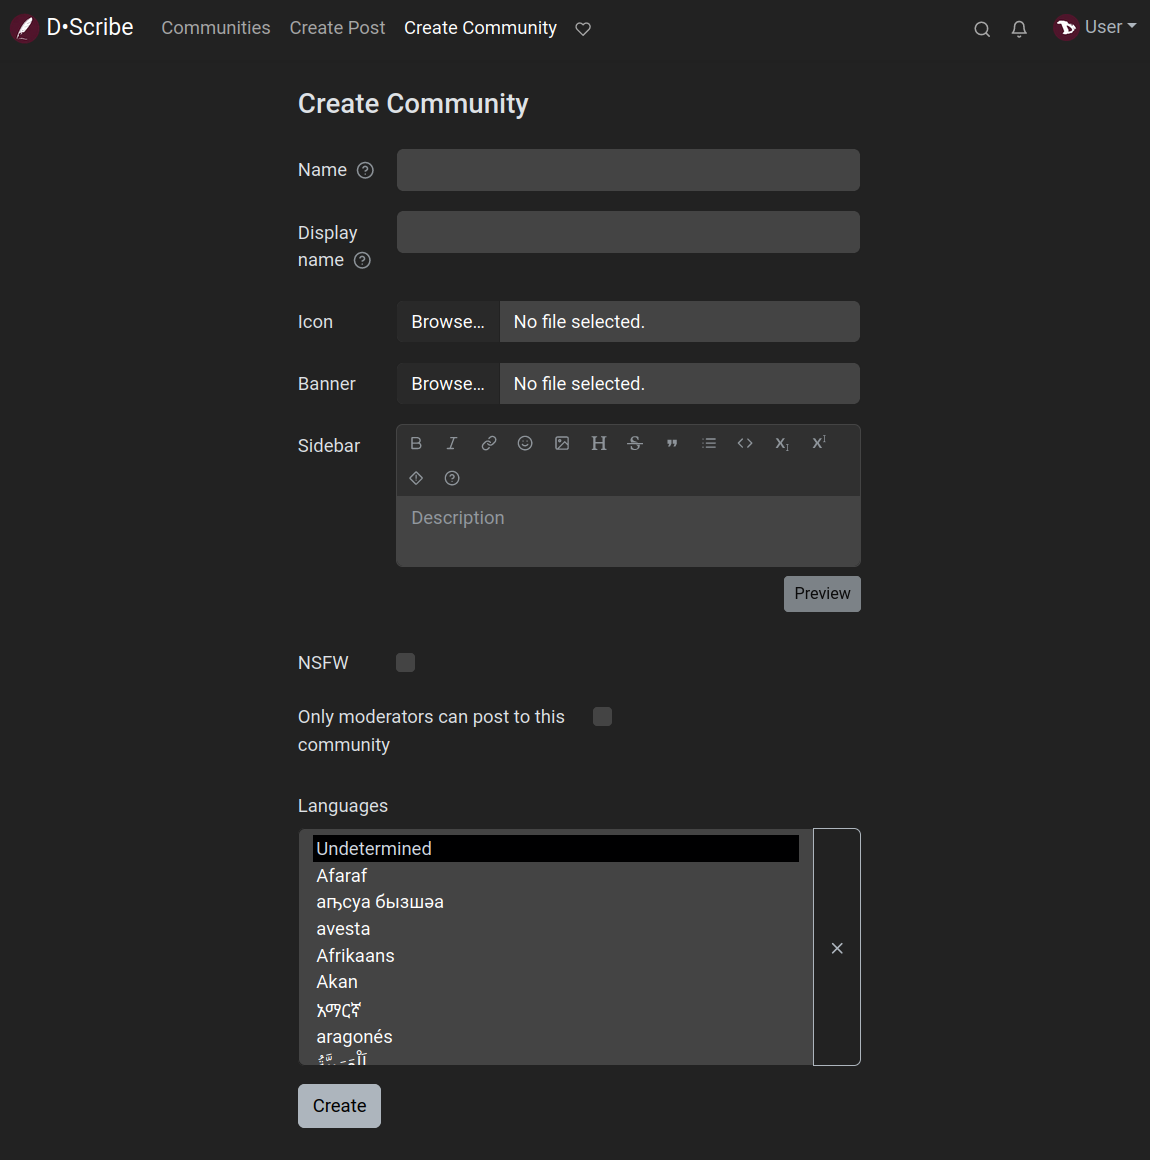 D•Scribe Communities Create Post Create Community User
Create Community
Name
Display
name
Icon Browse... No file selected.
Banner Browse... No file selected.
Sidebar
Description
Preview
NSFW
Only moderators can post to this
community
Languages
Undetermined
Afaraf
аҧсуа бызшәа
avesta
Afrikaans
Akan
አማርኛ
aragonés
Create